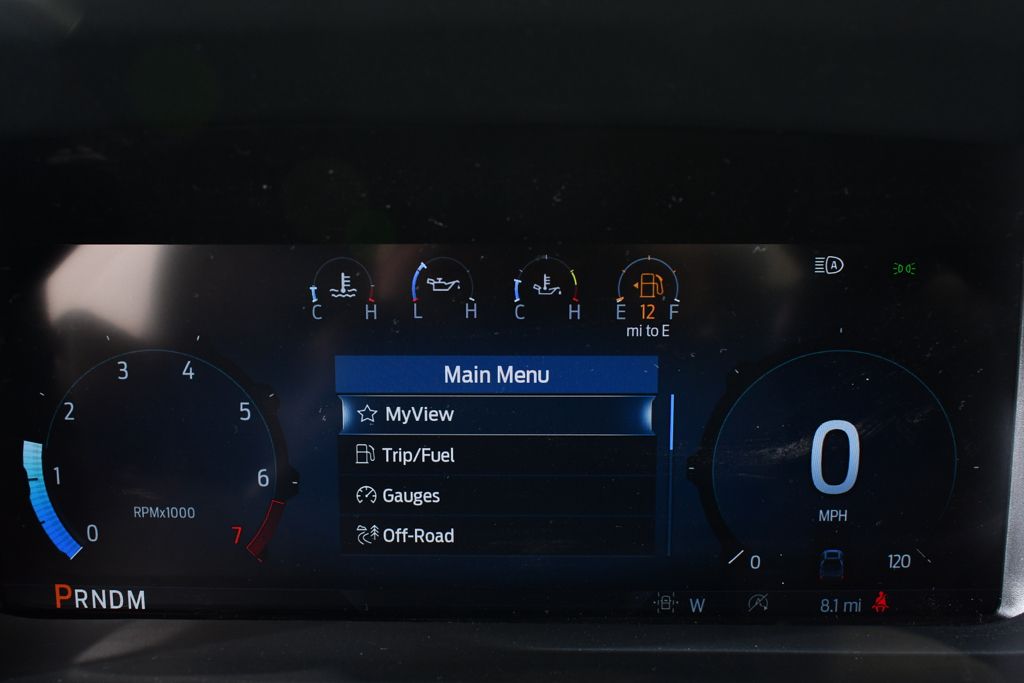 A
C H
L H
C H
E 12 F
mi to E
Main Menu
MyView
Trip/Fuel
Gauges
Off-Road
0 1 2 3 4 5 6 7
RPMx1000
0
MPH
0 120
PRNDM
W
8.1 mi